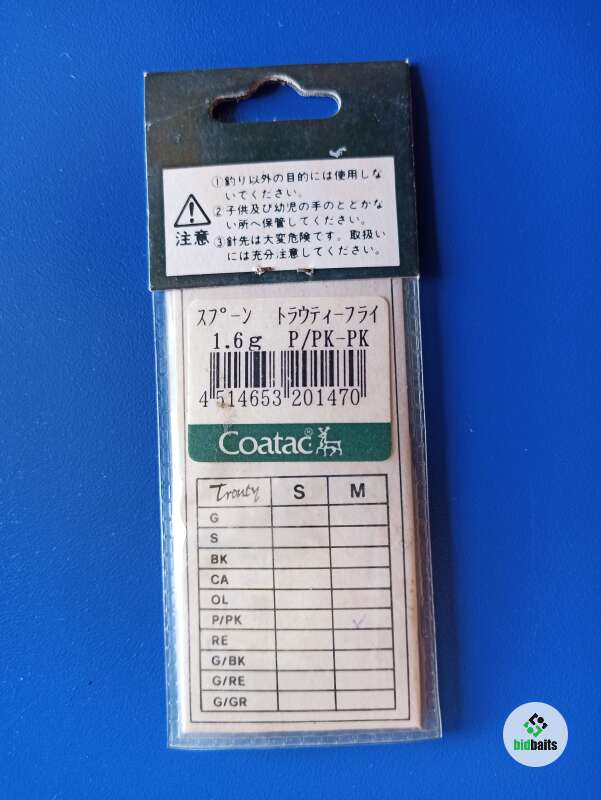 ①釣り以外の目的には使用しな
いでください。
②子供及び幼児の手のとどかな
い所へ保管してください。
③針先は大変危険です。取扱い
には充分注意してください。
注意
スプーン トラウティーフライ
1.6g P/PK-PK
4 514653 201470
Coatac®
Trouty S M
G
S
BK
CA
OL
P/PK
RE
G/BK
G/RE
G/GR
bidbaits